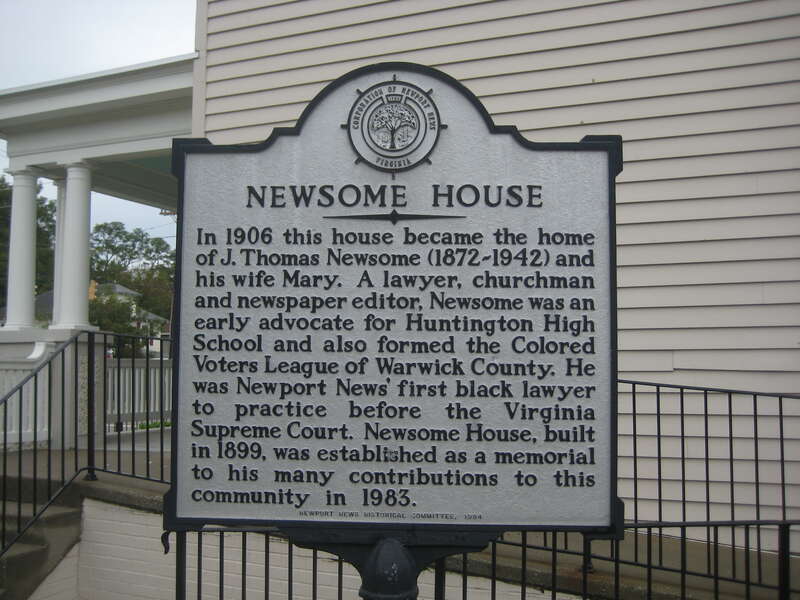 CORPORATION OF NEWPORT NEWS
VIRGINIA
NEWSOME HOUSE
In 1906 this house became the home
of J. Thomas Newsome (1872-1942) and
his wife Mary. A lawyer, churchman
and newspaper editor, Newsome was an
early advocate for Huntington High
School and also formed the Colored
Voters League of Warwick County. He
was Newport News' first black lawyer
to practice before the Virginia
Supreme Court. Newsome House, built
in 1899, was established as a memorial
to his many contributions to this
community in 1983.
NEWPORT NEWS HISTORICAL COMMITTEE, 1984